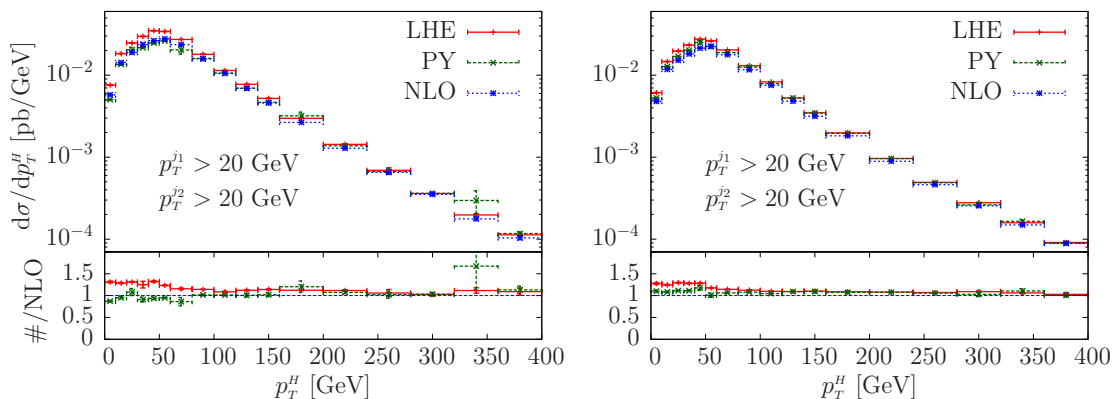 dσ/dp_T^H [pb/GeV]
10^−2
10^−3
10^−4
LHE
PY
NLO
p_T^{j1} > 20 GeV
p_T^{j2} > 20 GeV
#/NLO
1.5
1
0.5
0
0 50 100 150 200 250 300 350 400
p_T^H [GeV]
10^−2
10^−3
10^−4
LHE
PY
NLO
p_T^{j1} > 20 GeV
p_T^{j2} > 20 GeV
1.5
1
0.5
0
0 50 100 150 200 250 300 350 400
p_T^H [GeV]